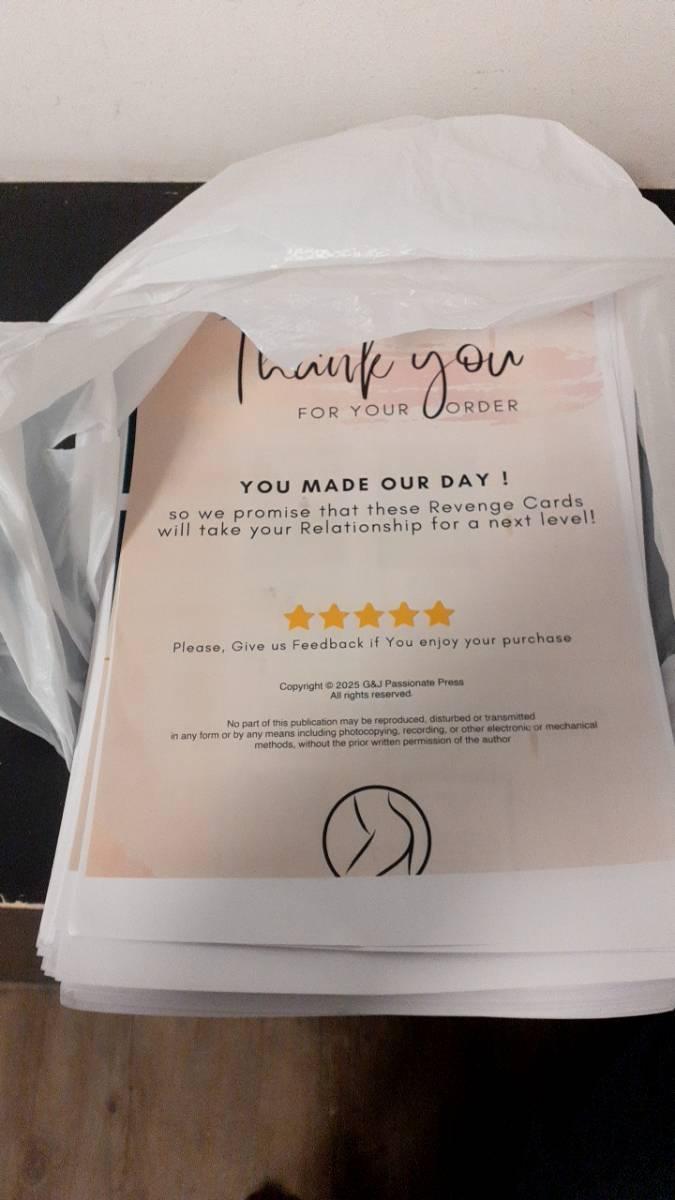 Thank you
FOR YOUR ORDER
YOU MADE OUR DAY !
so we promise that these Revenge Cards
will take your Relationship for a next level!
Please, Give us Feedback if You enjoy your purchase
Copyright © 2025 G&J Passionate Press
All rights reserved
No part of this publication may be reproduced, disturbed or transmitted
in any form or by any means including photocopying, recording, or other electronic or mechanical
methods, without the prior written permission of the author